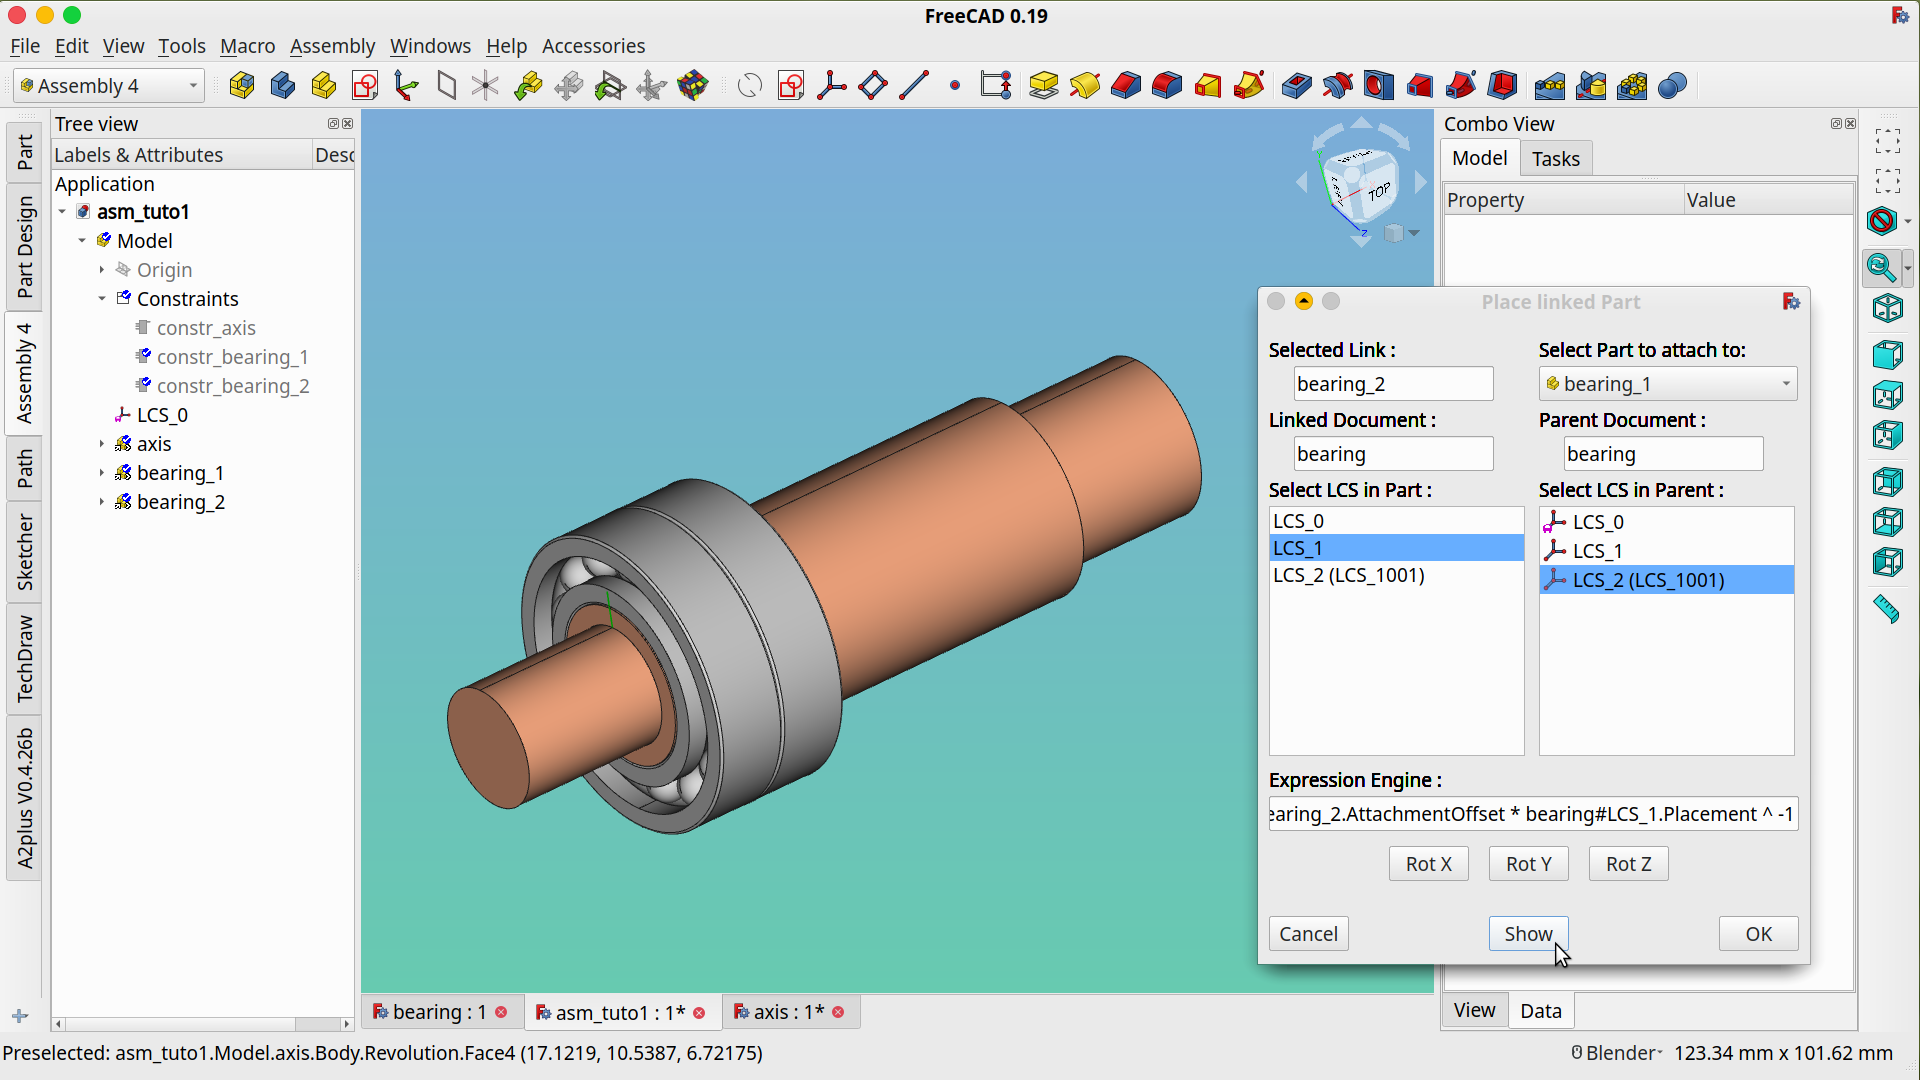 FreeCAD 0.19
File Edit View Tools Macro Assembly Windows Help Accessories
Assembly 4
Part
Part Design
Assembly 4
Path
Sketcher
TechDraw
A2plus V0.4.26b
Tree view
Labels & Attributes Desc
Application
asm_tuto1
Model
Origin
Constraints
constr_axis
constr_bearing_1
constr_bearing_2
LCS_0
axis
bearing_1
bearing_2
TOP
Z
Combo View
Model Tasks
Property Value
Place linked Part
Selected Link : Select Part to attach to:
bearing_2 bearing_1
Linked Document : Parent Document :
bearing bearing
Select LCS in Part : Select LCS in Parent :
LCS_0 LCS_0
LCS_1 LCS_1
LCS_2 (LCS_1001) LCS_2 (LCS_1001)
Expression Engine :
earing_2.AttachmentOffset * bearing#LCS_1.Placement ^ -1
Rot X Rot Y Rot Z
Cancel Show OK
View Data
bearing : 1 asm_tuto1 : 1* axis : 1*
Preselected: asm_tuto1.Model.axis.Body.Revolution.Face4 (17.1219, 10.5387, 6.72175) Blender 123.34 mm x 101.62 mm